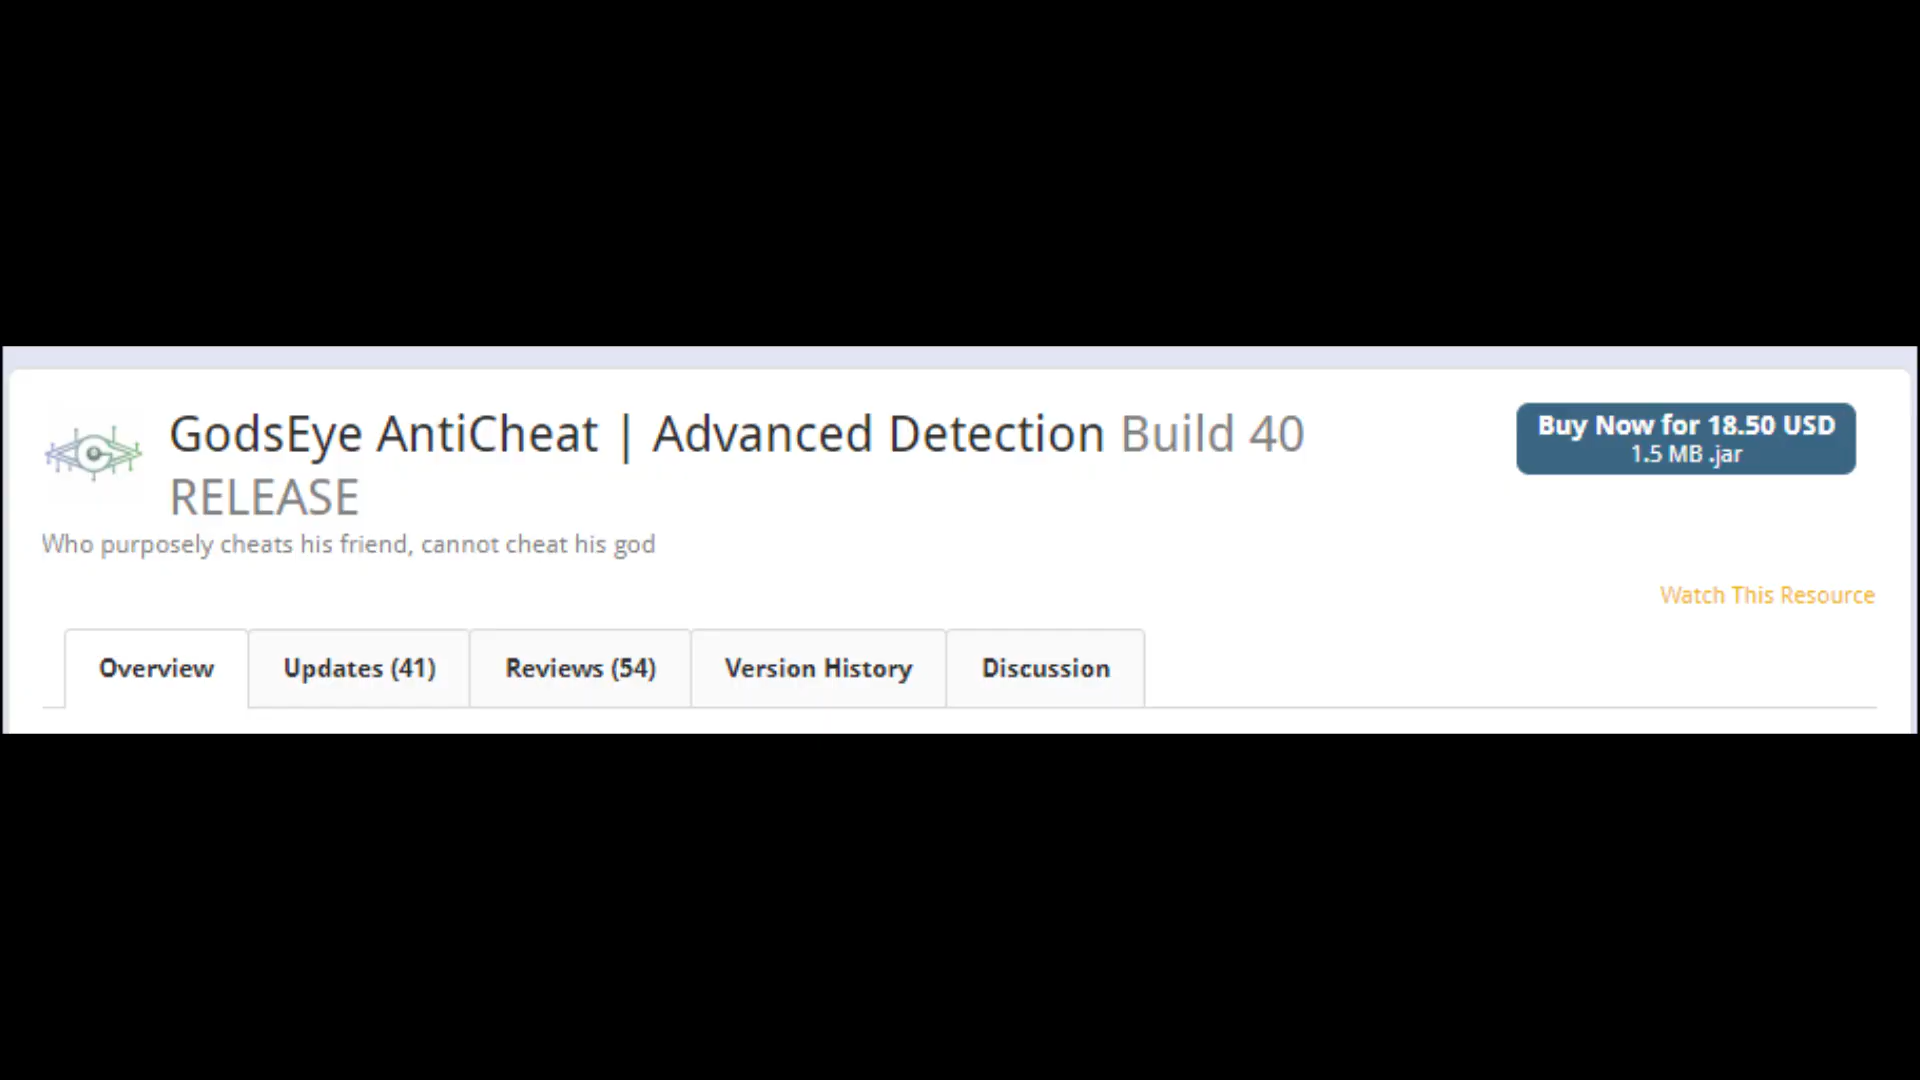 GodsEye AntiCheat | Advanced Detection Build 40
RELEASE
Who purposely cheats his friend, cannot cheat his god
Buy Now for 18.50 USD
1.5 MB .jar
Watch This Resource
Overview
Updates (41)
Reviews (54)
Version History
Discussion